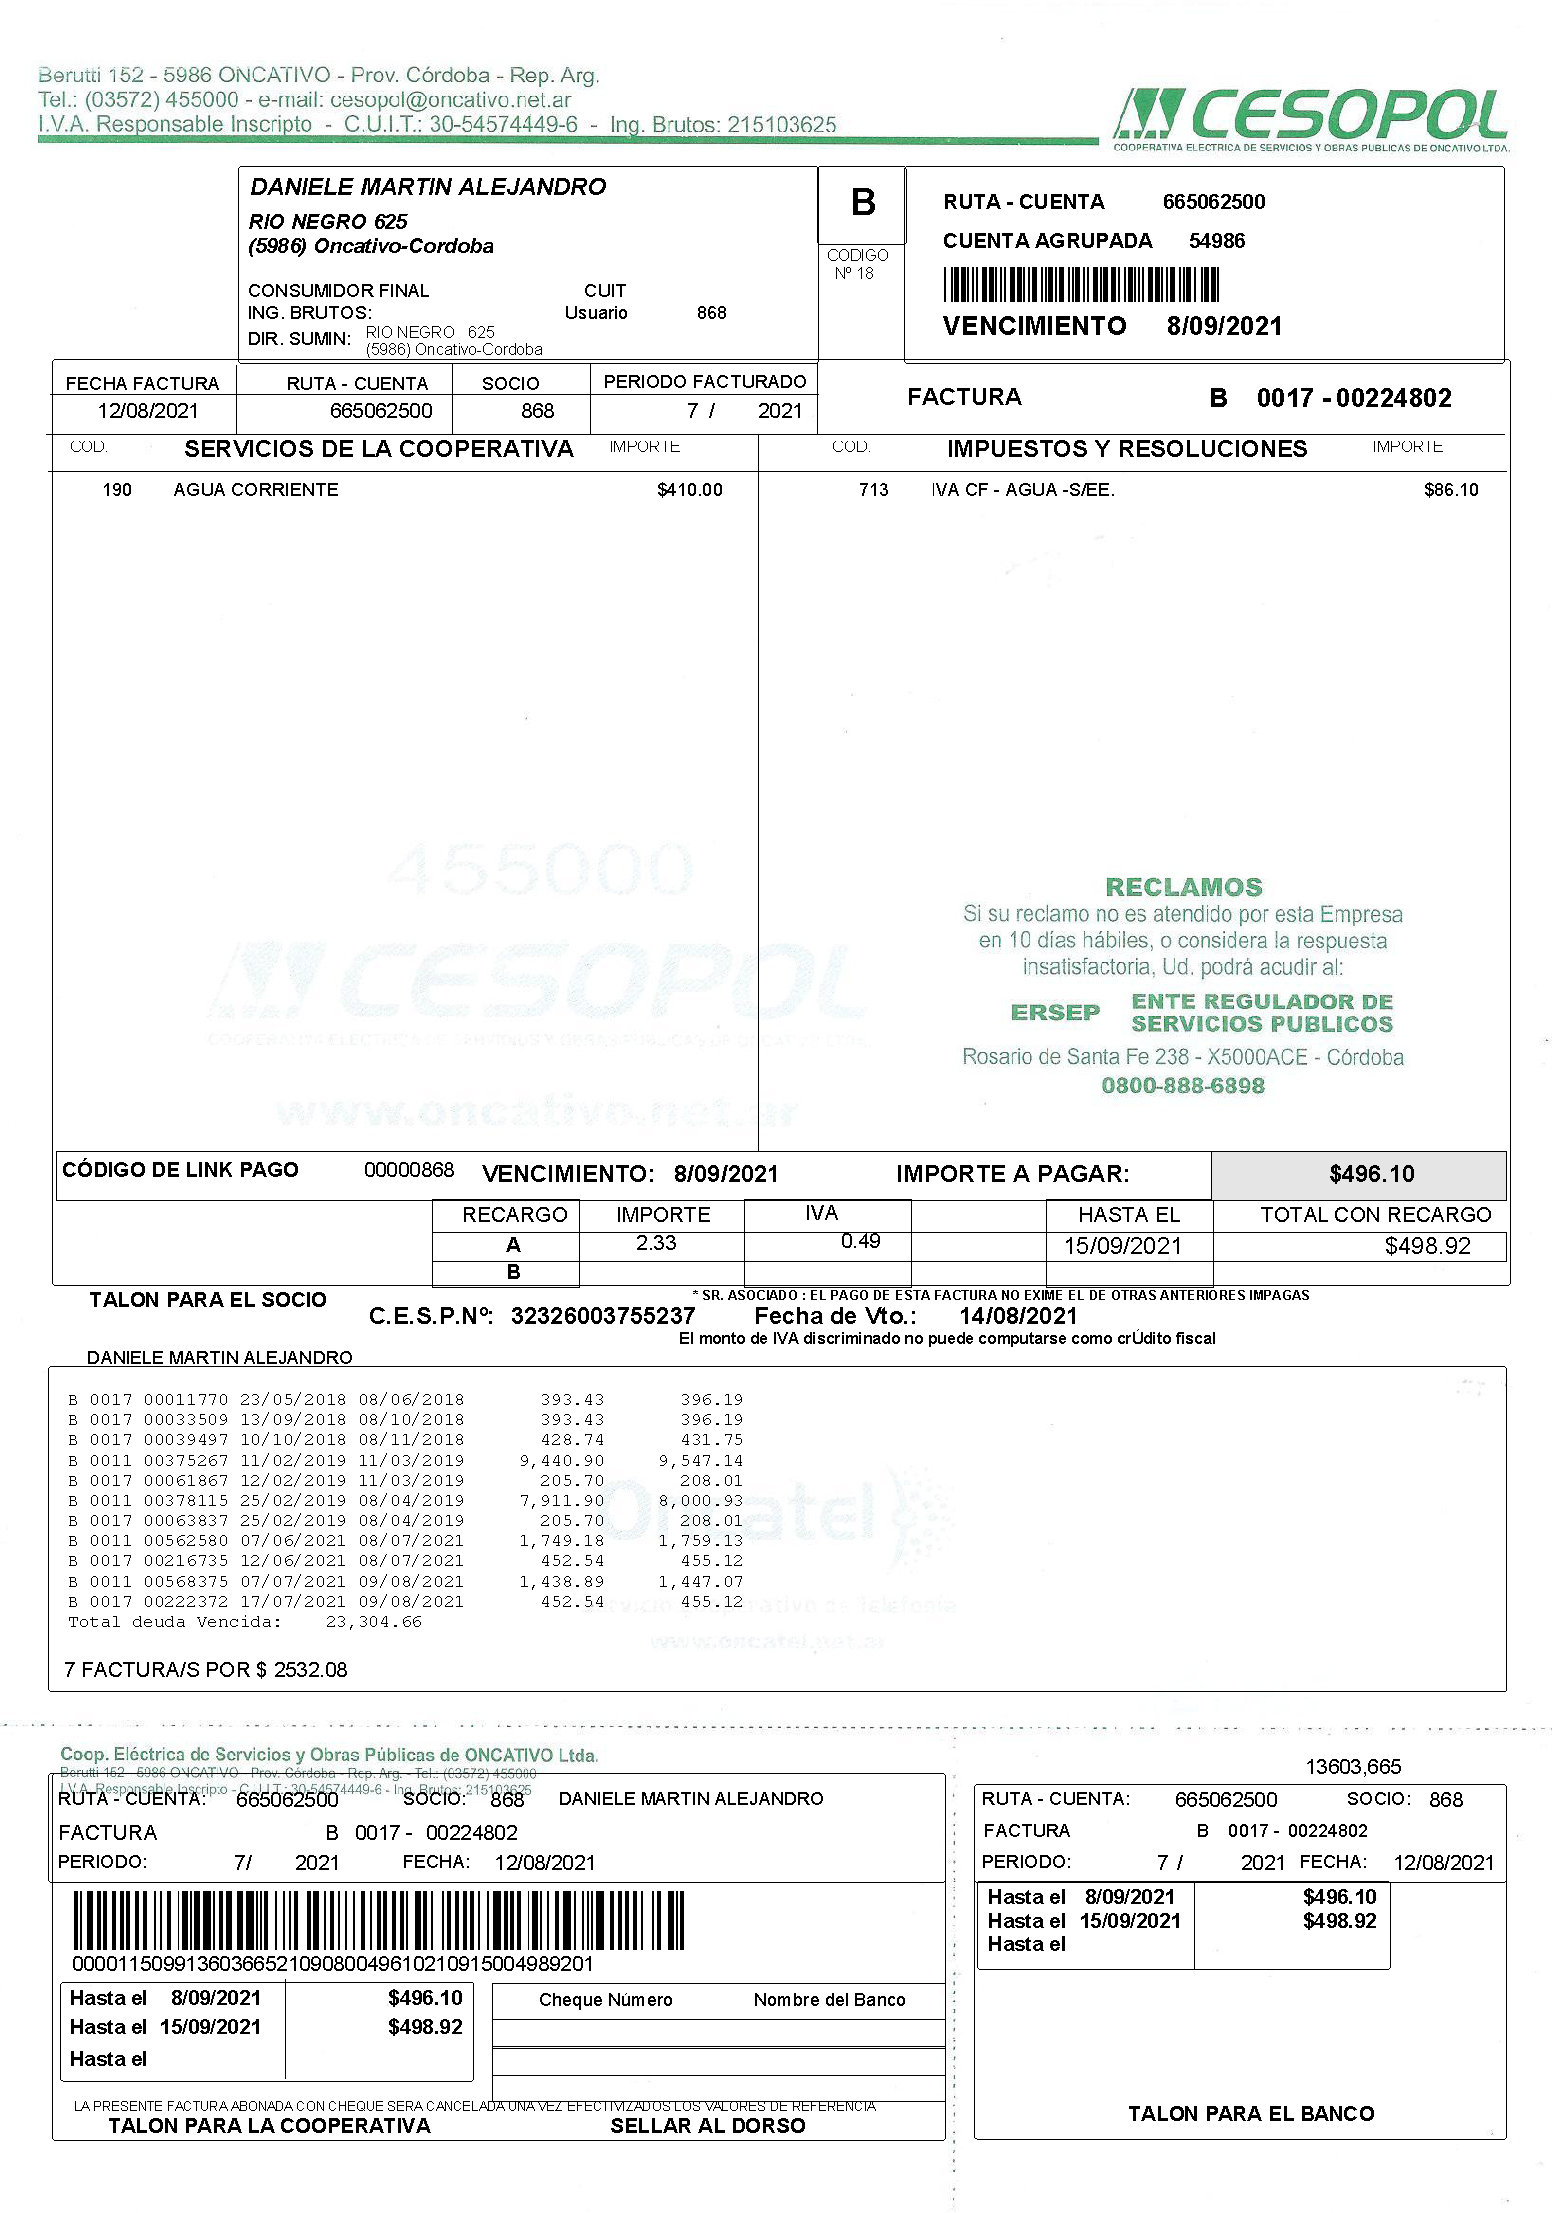 Berutti 152 - 5986 ONCATIVO - Prov. Córdoba - Rep. Arg.
Tel.: (03572) 455000 - e-mail: cesopol@oncativo.net.ar
I.V.A. Responsable Inscripto - C.U.I.T.: 30-54574449-6 - Ing. Brutos: 215103625
CESOPOL
COOPERATIVA ELECTRICA DE SERVICIOS Y OBRAS PUBLICAS DE ONCATIVO LTDA.
DANIELE MARTIN ALEJANDRO
RIO NEGRO 625
(5986) Oncativo-Cordoba
CONSUMIDOR FINAL CUIT
ING. BRUTOS: Usuario 868
DIR. SUMIN: RIO NEGRO 625
(5986) Oncativo-Cordoba
B
CODIGO
Nº 18
RUTA - CUENTA 665062500
CUENTA AGRUPADA 54986
VENCIMIENTO 8/09/2021
FECHA FACTURA RUTA - CUENTA SOCIO PERIODO FACTURADO
12/08/2021 665062500 868 7 / 2021
FACTURA B 0017 - 00224802
COD. SERVICIOS DE LA COOPERATIVA IMPORTE COD. IMPUESTOS Y RESOLUCIONES IMPORTE
190 AGUA CORRIENTE $410.00 713 IVA CF - AGUA -S/EE. $86.10
455000
CESOPOL
COOPERATIVA ELECTRICA DE SERVICIOS Y OBRAS PUBLICAS DE ONCATIVO LTDA.
www.oncativo.net.ar
RECLAMOS
Si su reclamo no es atendido por esta Empresa
en 10 días hábiles, o considera la respuesta
insatisfactoria, Ud. podrá acudir al:
ERSEP ENTE REGULADOR DE
SERVICIOS PUBLICOS
Rosario de Santa Fe 238 - X5000ACE - Córdoba
0800-888-6898
CÓDIGO DE LINK PAGO 00000868 VENCIMIENTO: 8/09/2021 IMPORTE A PAGAR: $496.10
RECARGO IMPORTE IVA HASTA EL TOTAL CON RECARGO
A 2.33 0.49 15/09/2021 $498.92
B
TALON PARA EL SOCIO
* SR. ASOCIADO : EL PAGO DE ESTA FACTURA NO EXIME EL DE OTRAS ANTERIORES IMPAGAS
C.E.S.P.Nº: 32326003755237 Fecha de Vto.: 14/08/2021
El monto de IVA discriminado no puede computarse como crÚdito fiscal
DANIELE MARTIN ALEJANDRO
B 0017 00011770 23/05/2018 08/06/2018 393.43 396.19
B 0017 00033509 13/09/2018 08/10/2018 393.43 396.19
B 0017 00039497 10/10/2018 08/11/2018 428.74 431.75
B 0011 00375267 11/02/2019 11/03/2019 9,440.90 9,547.14
B 0017 00061867 12/02/2019 11/03/2019 205.70 208.01
B 0011 00378115 25/02/2019 08/04/2019 7,911.90 8,000.93
B 0017 00063837 25/02/2019 08/04/2019 205.70 208.01
B 0011 00562580 07/06/2021 08/07/2021 1,749.18 1,759.13
B 0017 00216735 12/06/2021 08/07/2021 452.54 455.12
B 0011 00568375 07/07/2021 09/08/2021 1,438.89 1,447.07
B 0017 00222372 17/07/2021 09/08/2021 452.54 455.12
Total deuda Vencida: 23,304.66
Oncatel
www.oncatel.net.ar
7 FACTURA/S POR $ 2532.08
Coop. Eléctrica de Servicios y Obras Públicas de ONCATIVO Ltda.
Berutti 152 - 5986 ONCATIVO - Prov. Córdoba - Rep. Arg. - Tel.: (03572) 455000
I.V.A. Responsable Inscripto - C.U.I.T.: 30-54574449-6 - Ing. Brutos: 215103625
RUTA - CUENTA: 665062500 SOCIO: 868 DANIELE MARTIN ALEJANDRO
FACTURA B 0017 - 00224802
PERIODO: 7/ 2021 FECHA: 12/08/2021
0000115099136036652109080049610210915004989201
Hasta el 8/09/2021 $496.10
Hasta el 15/09/2021 $498.92
Hasta el
Cheque Número Nombre del Banco
LA PRESENTE FACTURA ABONADA CON CHEQUE SERA CANCELADA UNA VEZ EFECTIVIZADOS LOS VALORES DE REFERENCIA
TALON PARA LA COOPERATIVA SELLAR AL DORSO
13603,665
RUTA - CUENTA: 665062500 SOCIO: 868
FACTURA B 0017 - 00224802
PERIODO: 7 / 2021 FECHA: 12/08/2021
Hasta el 8/09/2021 $496.10
Hasta el 15/09/2021 $498.92
Hasta el
TALON PARA EL BANCO